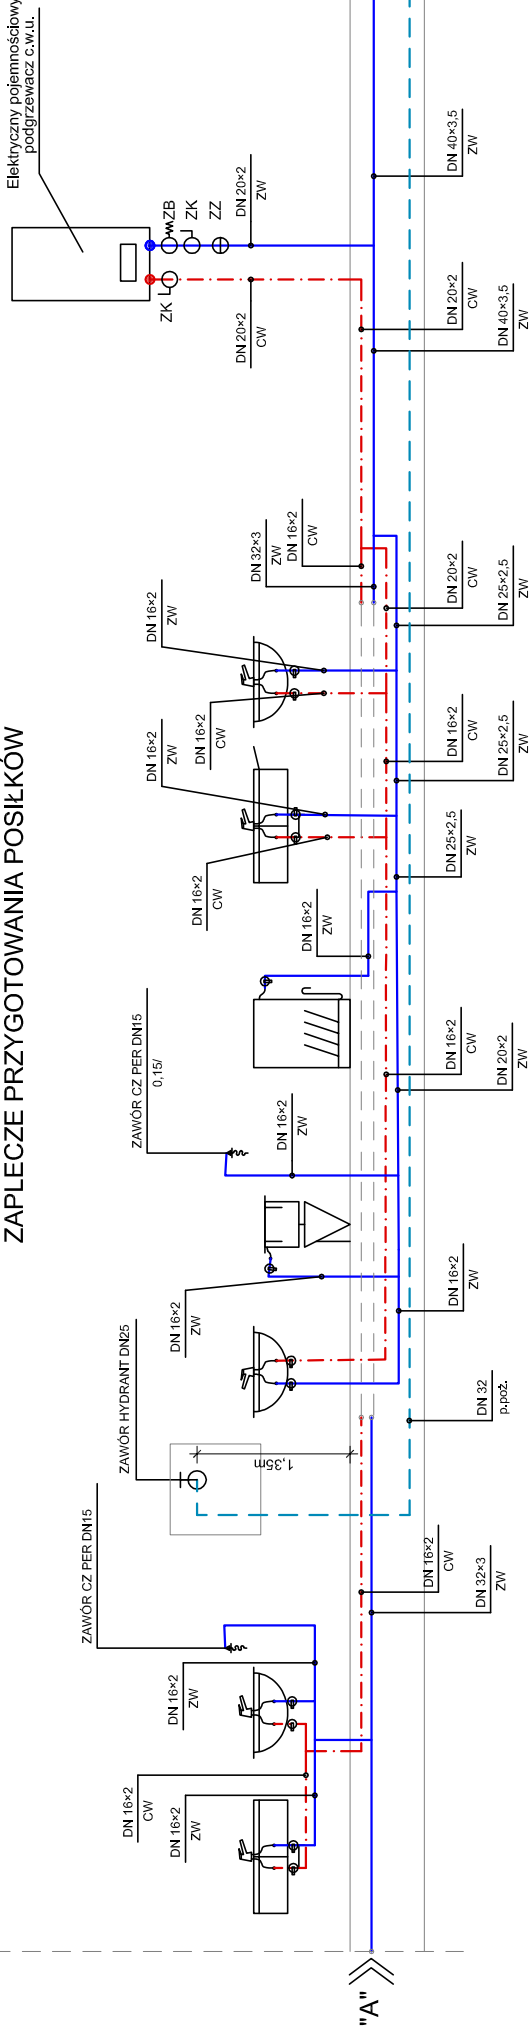 ZAPLECZE PRZYGOTOWANIA POSIŁKÓW
"A"
DN 16×2
CW
DN 16×2
ZW
DN 16×2
ZW
ZAWÓR CZ PER DN15
ZAWÓR HYDRANT DN25
1,35m
DN 16×2
CW
DN 32×3
ZW
DN 32
p.poż.
DN 16×2
ZW
DN 16×2
ZW
ZAWÓR CZ PER DN15
0,15/
DN 16×2
ZW
DN 16×2
CW
DN 20×2
ZW
DN 16×2
ZW
DN 16×2
CW
DN 16×2
ZW
DN 25×2,5
ZW
DN 16×2
CW
DN 25×2,5
ZW
DN 16×2
CW
DN 16×2
ZW
DN 32×3
ZW
DN 16×2
CW
DN 20×2
CW
DN 25×2,5
ZW
Elektryczny pojemnościowy
podgrzewacz c.w.u.
ZK
ZB
ZK
ZZ
DN 20×2
CW
DN 20×2
ZW
DN 20×2
CW
DN 40×3,5
ZW
DN 40×3,5
ZW